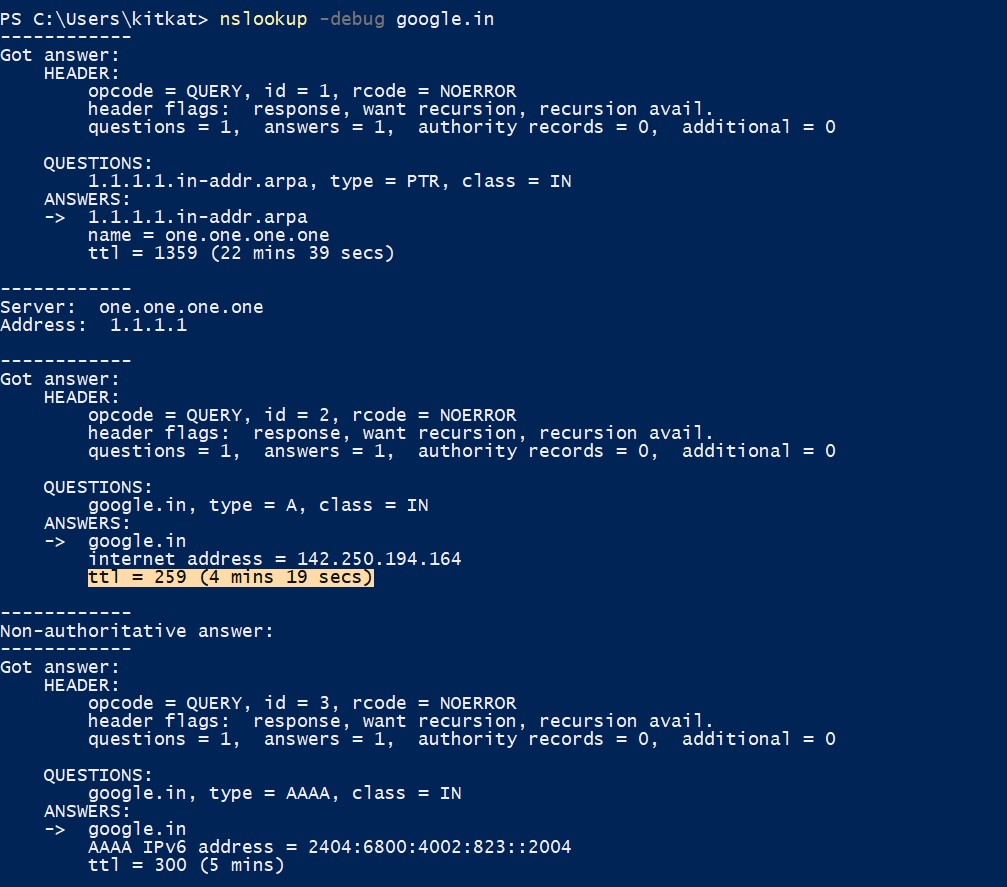 PS C:\Users\kitkat> nslookup -debug google.in
------------
Got answer:
    HEADER:
        opcode = QUERY, id = 1, rcode = NOERROR
        header flags:  response, want recursion, recursion avail.
        questions = 1,  answers = 1,  authority records = 0,  additional = 0

    QUESTIONS:
        1.1.1.1.in-addr.arpa, type = PTR, class = IN
    ANSWERS:
    ->  1.1.1.1.in-addr.arpa
        name = one.one.one.one
        ttl = 1359 (22 mins 39 secs)

------------
Server:  one.one.one.one
Address:  1.1.1.1

------------
Got answer:
    HEADER:
        opcode = QUERY, id = 2, rcode = NOERROR
        header flags:  response, want recursion, recursion avail.
        questions = 1,  answers = 1,  authority records = 0,  additional = 0

    QUESTIONS:
        google.in, type = A, class = IN
    ANSWERS:
    ->  google.in
        internet address = 142.250.194.164
        ttl = 259 (4 mins 19 secs)

------------
Non-authoritative answer:
------------
Got answer:
    HEADER:
        opcode = QUERY, id = 3, rcode = NOERROR
        header flags:  response, want recursion, recursion avail.
        questions = 1,  answers = 1,  authority records = 0,  additional = 0

    QUESTIONS:
        google.in, type = AAAA, class = IN
    ANSWERS:
    ->  google.in
        AAAA IPv6 address = 2404:6800:4002:823::2004
        ttl = 300 (5 mins)